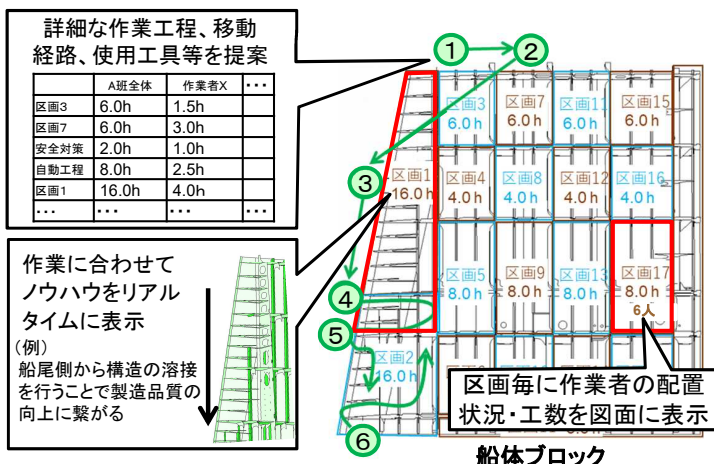 詳細な作業工程、移動
経路、使用工具等を提案
A班全体 作業者X ・・・
区画3 6.0h 1.5h
区画7 6.0h 3.0h
安全対策 2.0h 1.0h
自動工程 8.0h 2.5h
区画1 16.0h 4.0h
・・・ ・・・ ・・・
作業に合わせて
ノウハウをリアル
タイムに表示
(例)
船尾側から構造の溶接
を行うことで製造品質の
向上に繋がる
① ②
③
④
⑤
⑥
区画3 区画7 区画11 区画15
6.0h 6.0h 6.0h 6.0h
区画1 区画4 区画8 区画12 区画16
16.0h 4.0h 4.0h 4.0h 4.0h
区画5 区画9 区画13 区画17
8.0h 8.0h 8.0h 8.0h
6人
区画2
16.0h
区画毎に作業者の配置
状況・工数を図面に表示
船体ブロック